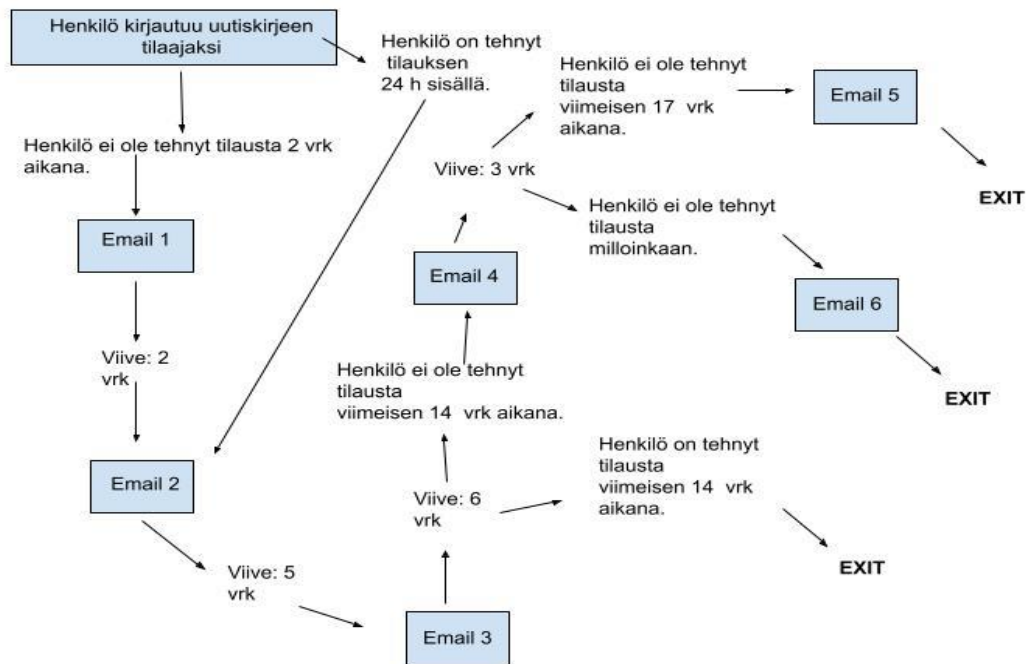 Henkilö kirjautuu uutiskirjeen
tilaajaksi
Henkilö on tehnyt
tilauksen
24 h sisällä.
Henkilö ei ole tehnyt
tilausta
viimeisen 17 vrk
aikana.
Email 5
EXIT
Henkilö ei ole tehnyt tilausta 2 vrk
aikana.
Viive: 3 vrk
Henkilö ei ole tehnyt
tilausta
milloinkaan.
Email 1
Email 4
Email 6
EXIT
Viive: 2
vrk
Henkilö ei ole tehnyt
tilausta
viimeisen 14 vrk aikana.
Email 2
Viive: 6
vrk
Henkilö on tehnyt
tilausta
viimeisen 14 vrk
aikana.
EXIT
Viive: 5
vrk
Email 3